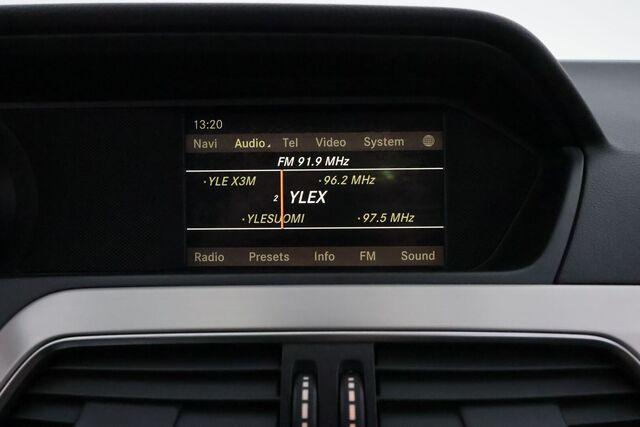 13:20
Navi Audio Tel Video System
FM 91.9 MHz
·YLE X3M ·96.2 MHz
2 YLEX
·YLESUOMI ·97.5 MHz
Radio Presets Info FM Sound